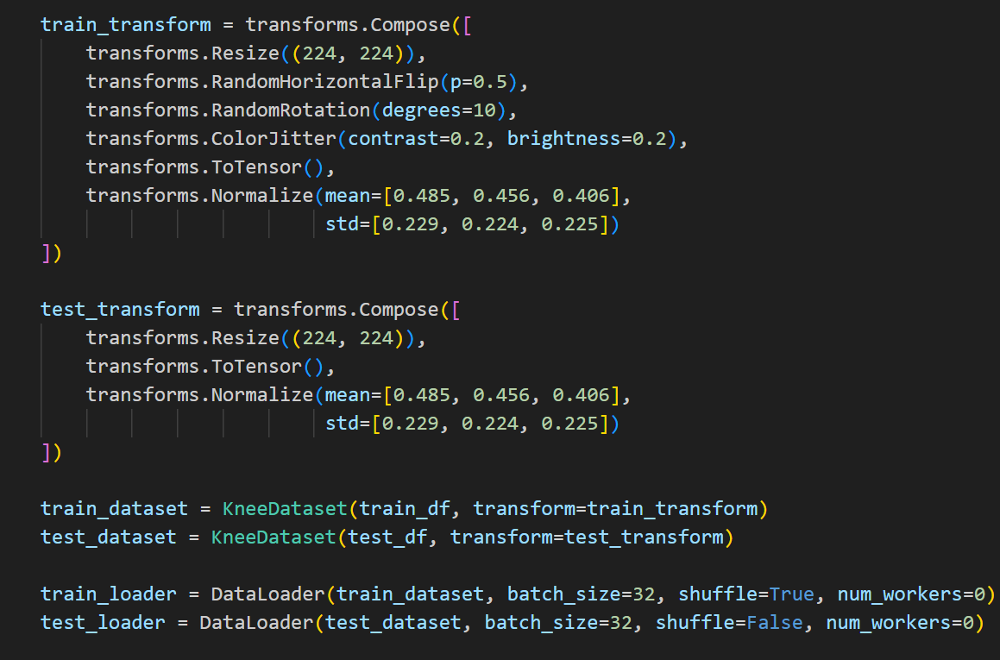 train_transform = transforms.Compose([
    transforms.Resize((224, 224)),
    transforms.RandomHorizontalFlip(p=0.5),
    transforms.RandomRotation(degrees=10),
    transforms.ColorJitter(contrast=0.2, brightness=0.2),
    transforms.ToTensor(),
    transforms.Normalize(mean=[0.485, 0.456, 0.406],
                         std=[0.229, 0.224, 0.225])
])

test_transform = transforms.Compose([
    transforms.Resize((224, 224)),
    transforms.ToTensor(),
    transforms.Normalize(mean=[0.485, 0.456, 0.406],
                         std=[0.229, 0.224, 0.225])
])

train_dataset = KneeDataset(train_df, transform=train_transform)
test_dataset = KneeDataset(test_df, transform=test_transform)

train_loader = DataLoader(train_dataset, batch_size=32, shuffle=True, num_workers=0)
test_loader = DataLoader(test_dataset, batch_size=32, shuffle=False, num_workers=0)